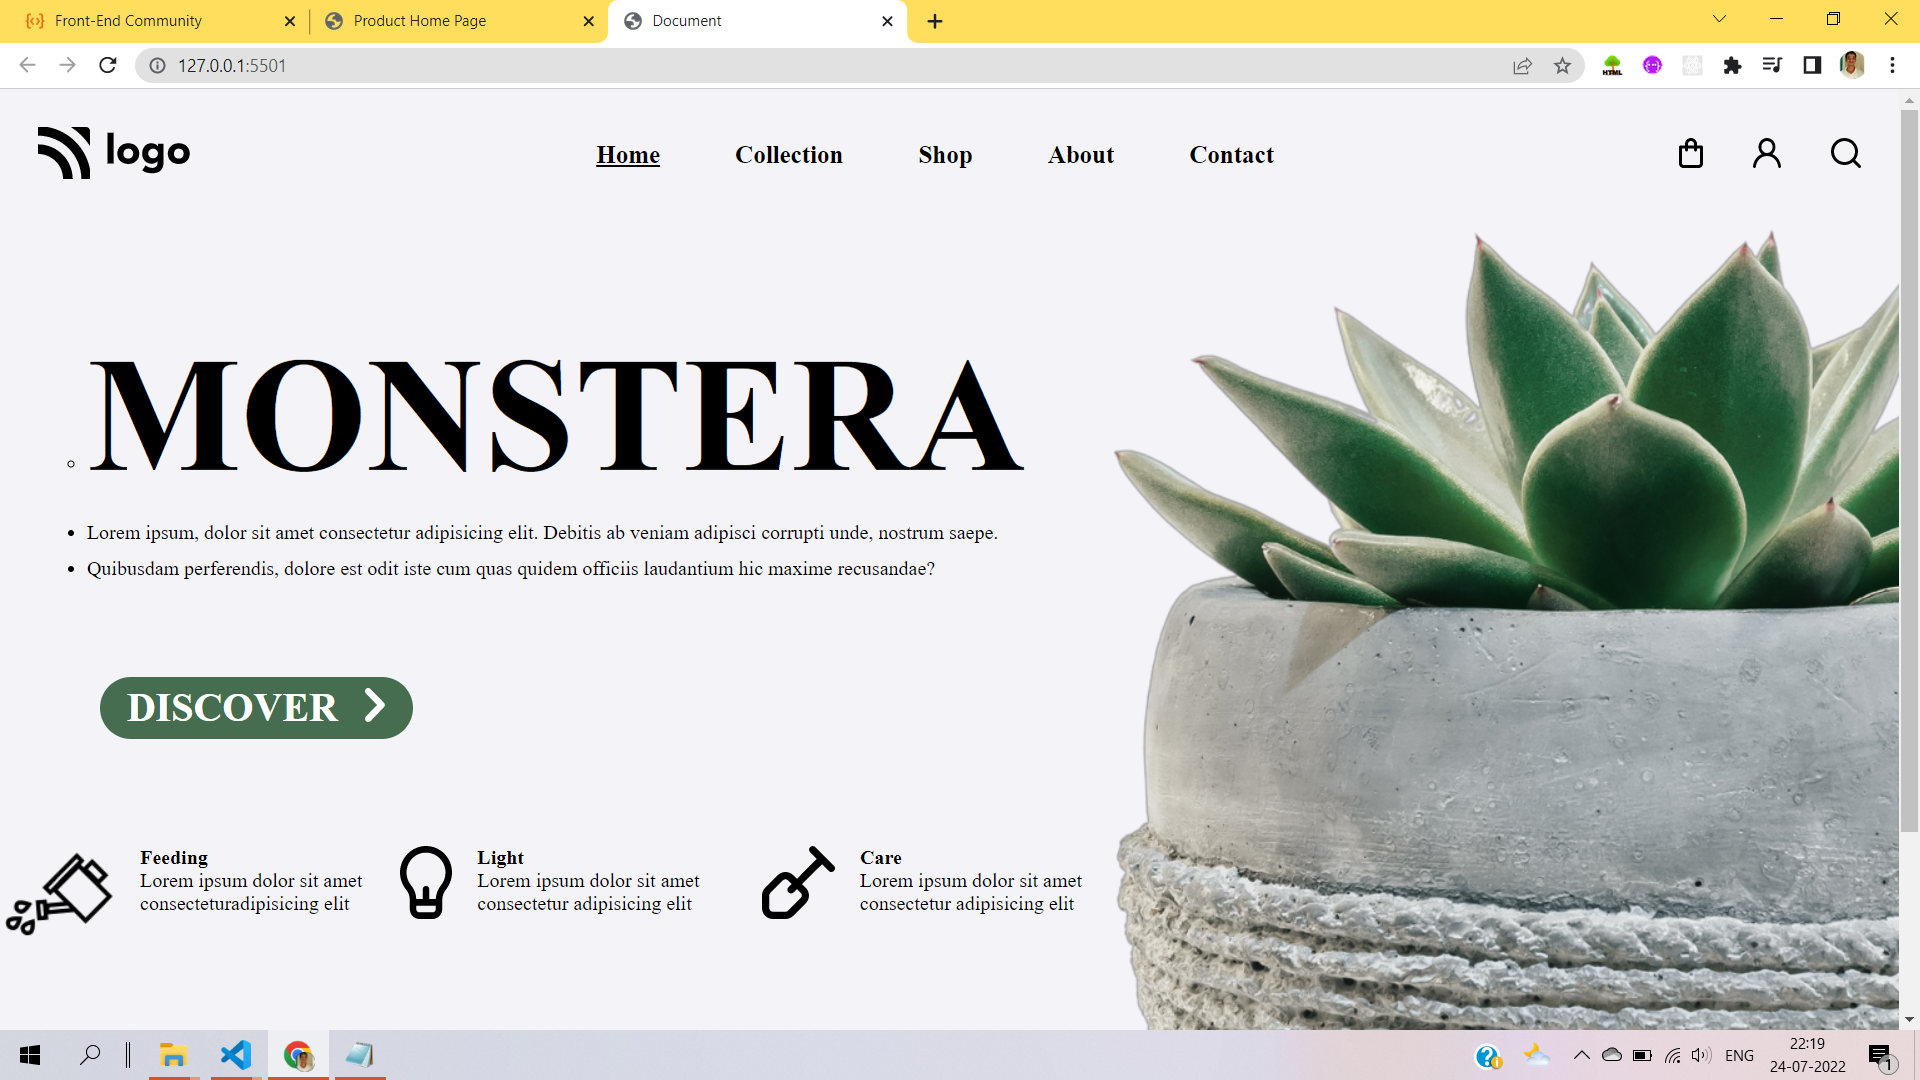 Front-End Community
Product Home Page
Document
127.0.0.1:5501
HTML
logo
Home
Collection
Shop
About
Contact
MONSTERA
Lorem ipsum, dolor sit amet consectetur adipisicing elit. Debitis ab veniam adipisci corrupti unde, nostrum saepe.
Quibusdam perferendis, dolore est odit iste cum quas quidem officiis laudantium hic maxime recusandae?
DISCOVER
Feeding
Lorem ipsum dolor sit amet
consecteturadipisicing elit
Light
Lorem ipsum dolor sit amet
consectetur adipisicing elit
Care
Lorem ipsum dolor sit amet
consectetur adipisicing elit
ENG
22:19
24-07-2022
1